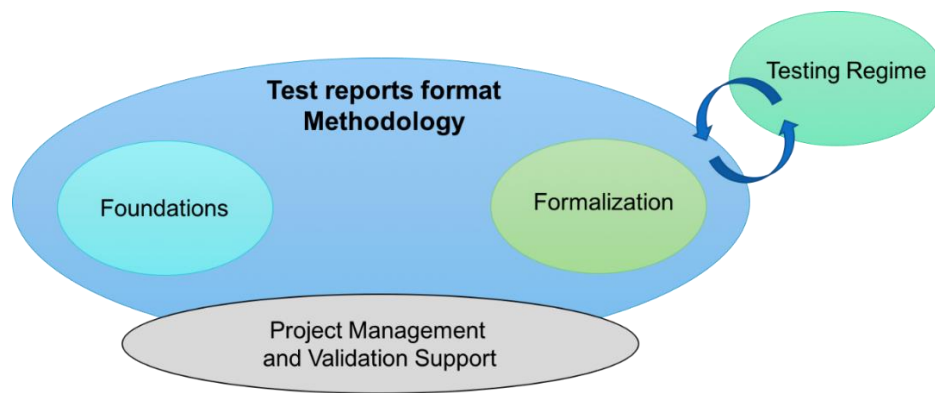 Testing Regime
Test reports format
Methodology
Foundations
Formalization
Project Management
and Validation Support